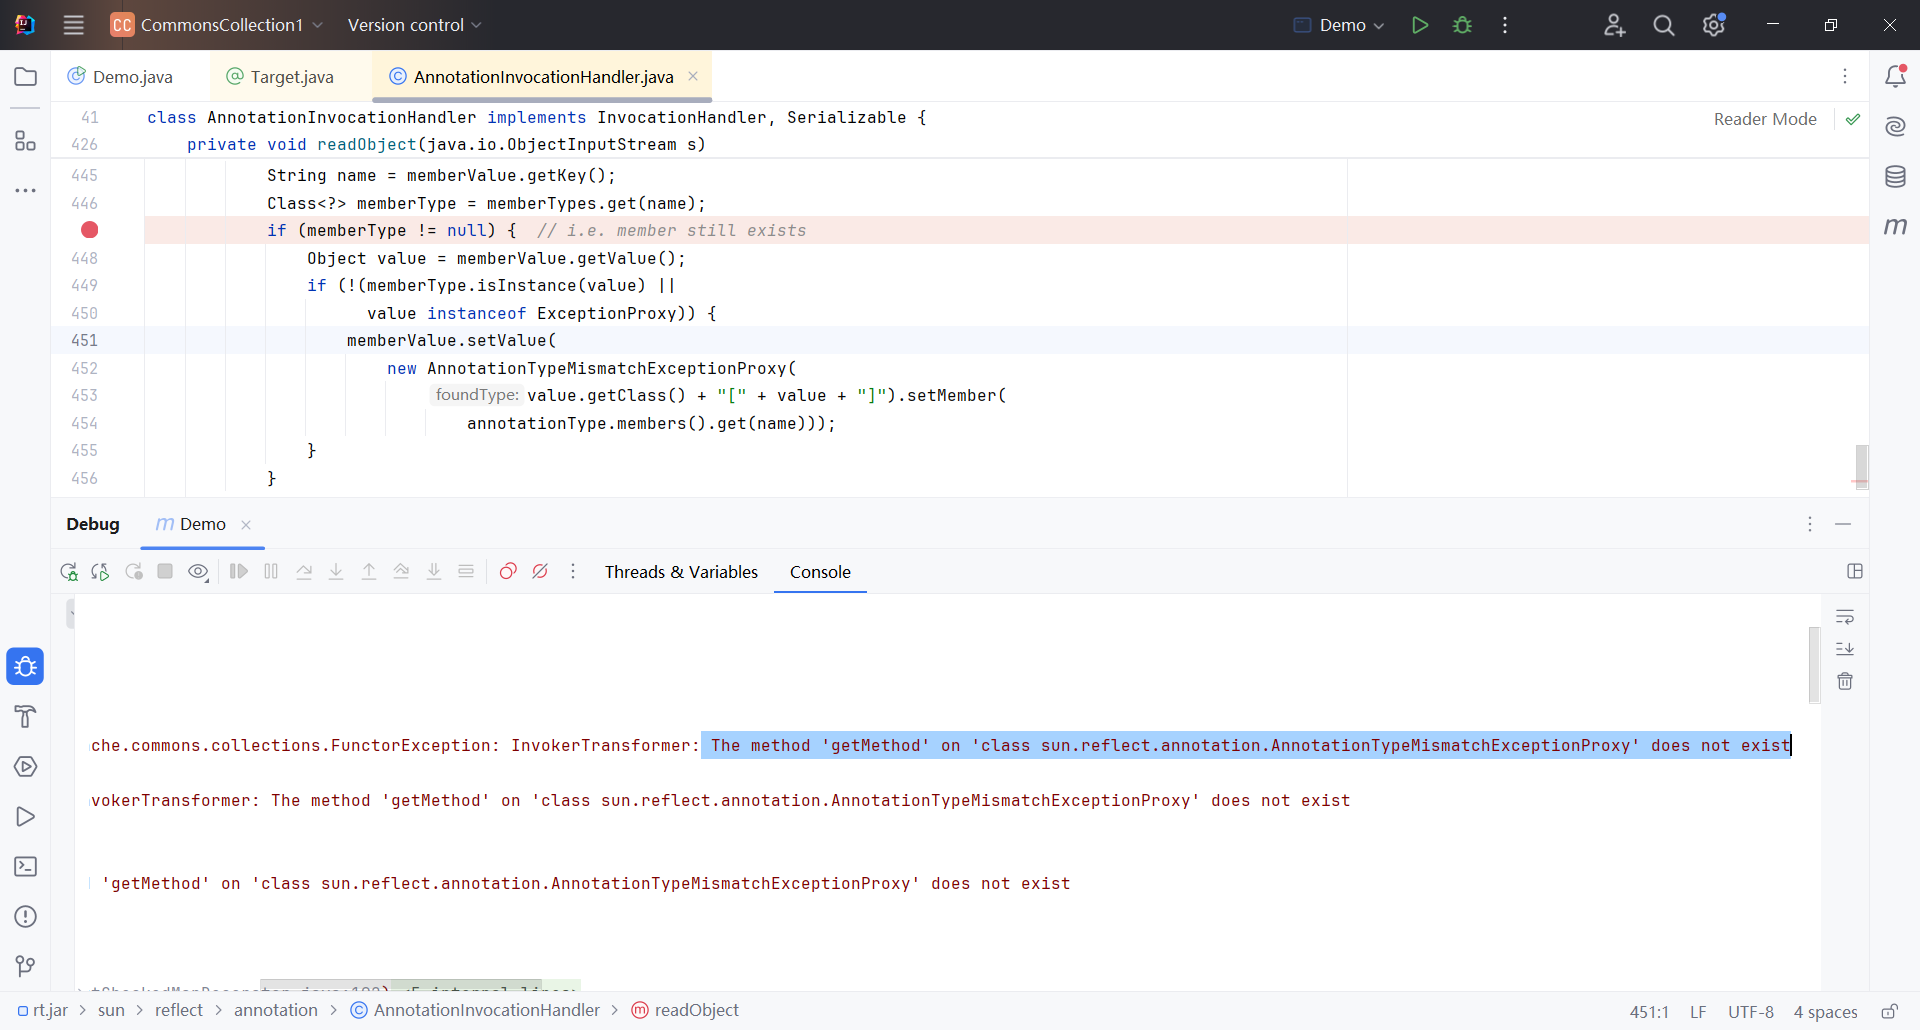 CC CommonsCollection1 Version control Demo
Demo.java Target.java AnnotationInvocationHandler.java
Reader Mode
41 class AnnotationInvocationHandler implements InvocationHandler, Serializable {
426 private void readObject(java.io.ObjectInputStream s)
445 String name = memberValue.getKey();
446 Class<?> memberType = memberTypes.get(name);
if (memberType != null) { // i.e. member still exists
448 Object value = memberValue.getValue();
449 if (!(memberType.isInstance(value) ||
450 value instanceof ExceptionProxy)) {
451 memberValue.setValue(
452 new AnnotationTypeMismatchExceptionProxy(
453 foundType: value.getClass() + "[" + value + "]").setMember(
454 annotationType.members().get(name)));
455 }
456 }
Debug Demo
Threads & Variables Console
che.commons.collections.FunctorException: InvokerTransformer: The method 'getMethod' on 'class sun.reflect.annotation.AnnotationTypeMismatchExceptionProxy' does not exist
vokerTransformer: The method 'getMethod' on 'class sun.reflect.annotation.AnnotationTypeMismatchExceptionProxy' does not exist
'getMethod' on 'class sun.reflect.annotation.AnnotationTypeMismatchExceptionProxy' does not exist
rt.jar > sun > reflect > annotation > AnnotationInvocationHandler > readObject
451:1 LF UTF-8 4 spaces